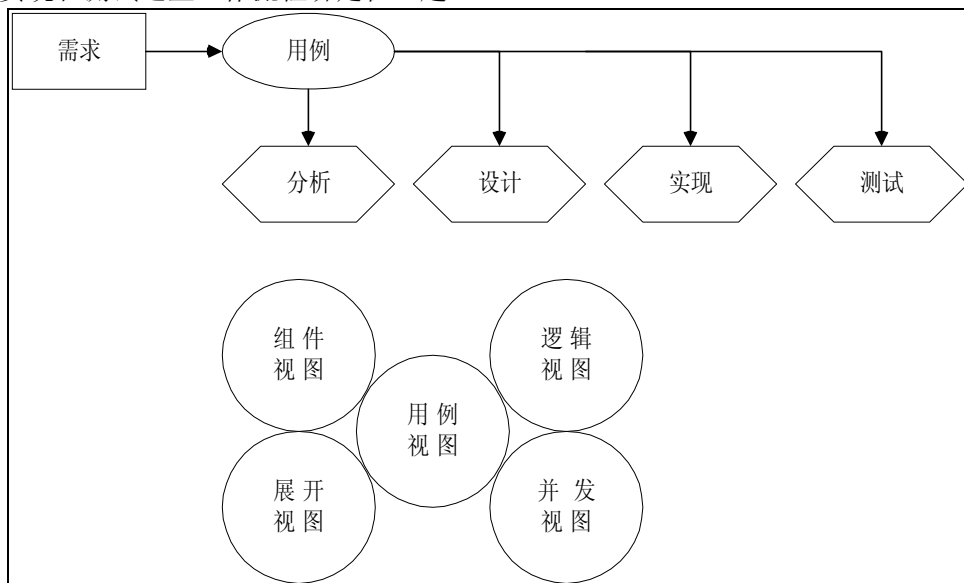 需求
用例
分析
设计
实现
测试
组 件
视 图
逻 辑
视 图
用 例
视 图
展 开
视 图
并 发
视 图